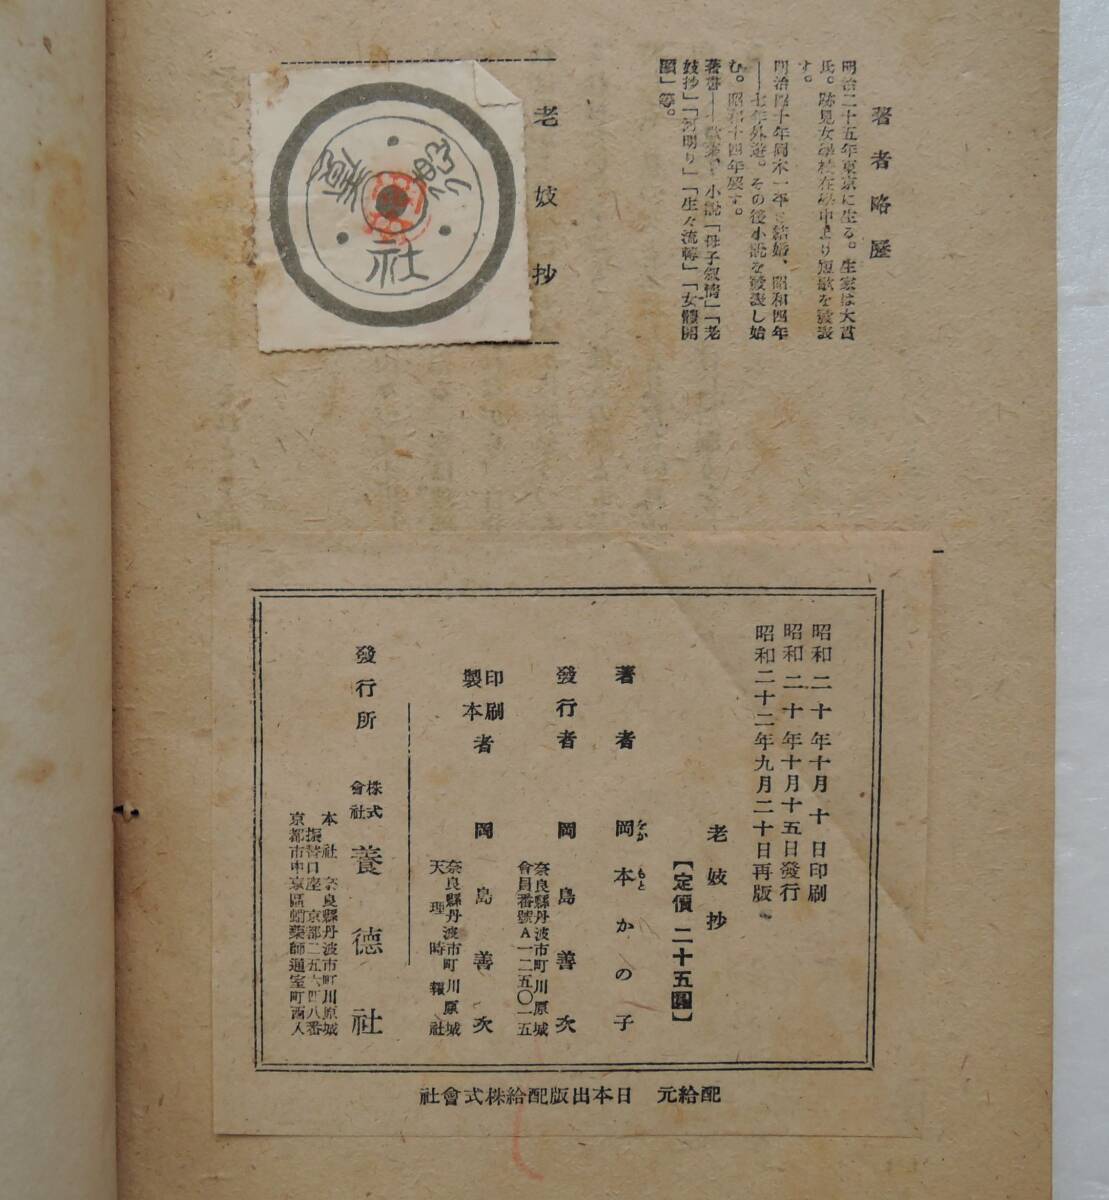 著者略歴
明治二十五年東京に生る。生家は大貫
氏。跡見女學校在學中より短歌を發表
す。
明治四十年岡本一平と結婚、昭和四年
──七年外遊。その後小説を發表し始
む。昭和十四年歿す。
著書──歌集、小説「母子叙情」「老
妓抄」「河明り」「生々流轉」「女體開
顯」等。
老妓抄
養德社
昭和二十年十月十日印刷
昭和二十年十月十五日發行
昭和二十二年九月二十日再版
老妓抄
【定價二十五圓】
著者 岡本かの子
をか もと
發行者 岡島善次
奈良縣丹波市町川原城
會員番號A一二五〇一五
印刷
製本者 岡島善次
奈良縣丹波市町川原城
天理時報社
發行所 株式
會社 養德社
本社 奈良縣丹波市町川原城
振替口座 京都二五六四八番
京都市中京區蛸薬師通室町西入
配給元 日本出版配給株式會社